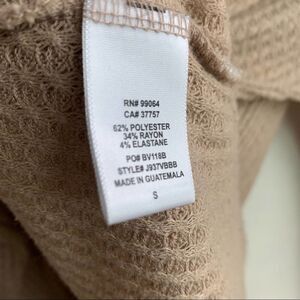 RN# 99064
CA# 37757
62% POLYESTER
34% RAYON
4% ELASTANE
PO# BV118B
STYLE# J937VBBB
MADE IN GUATEMALA
S